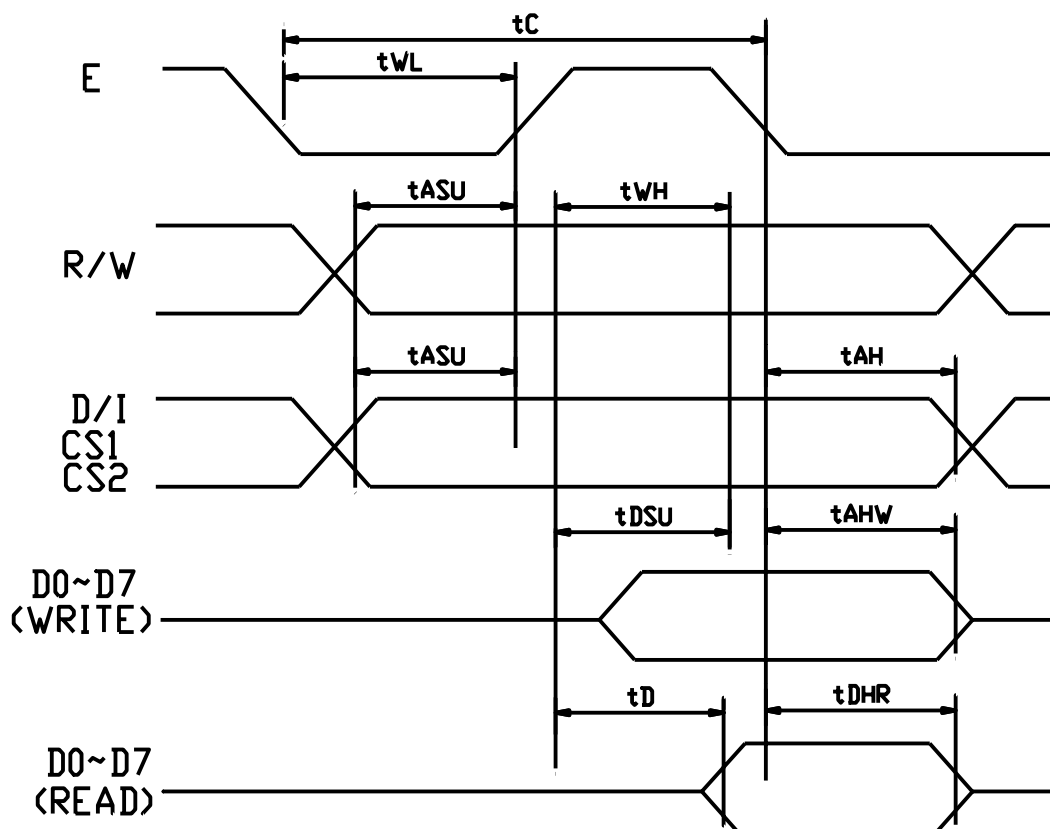 tC
tWL
E
tASU
tWH
R/W
tASU
tAH
D/I
CS1
CS2
tDSU
tAHW
D0~D7
(WRITE)
tD
tDHR
D0~D7
(READ)